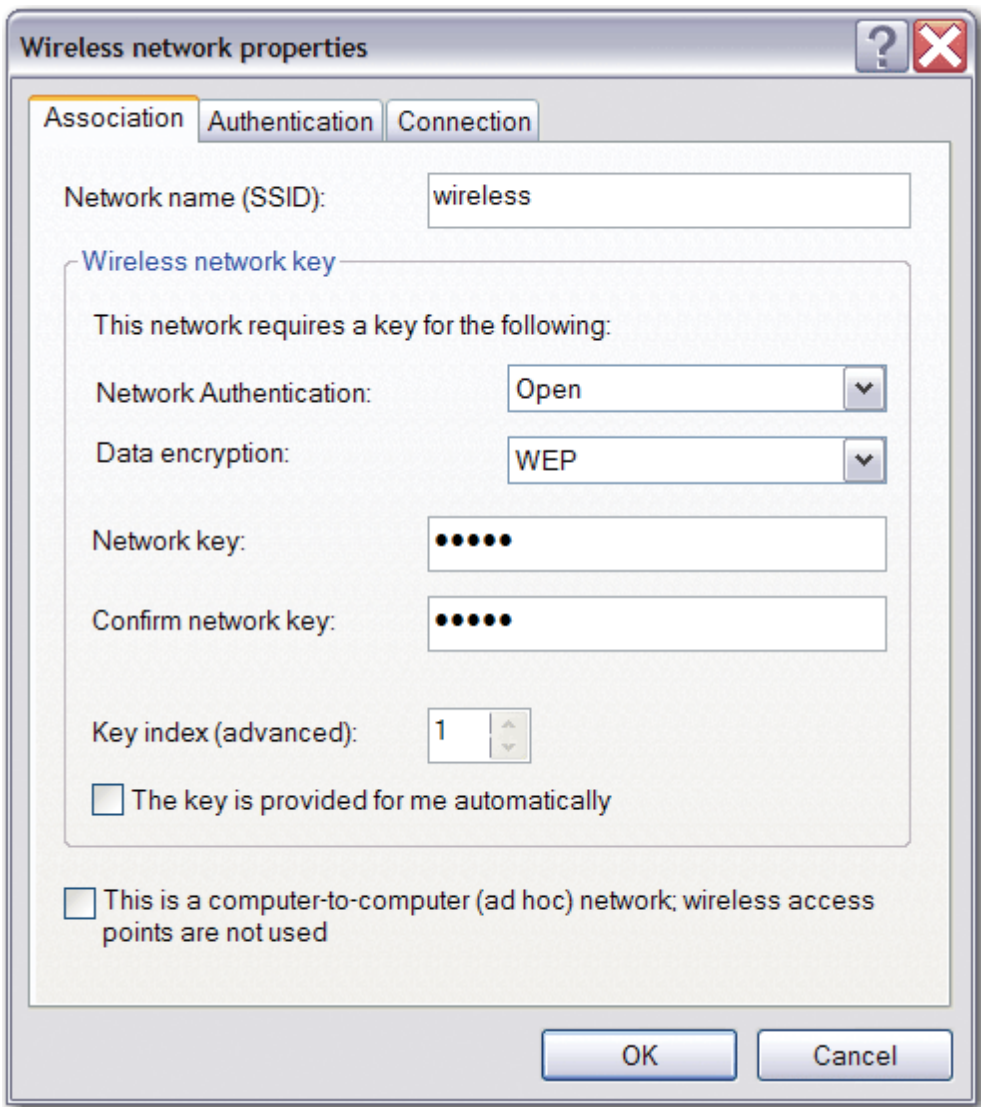 Wireless network properties
?
Association Authentication Connection
Network name (SSID): wireless
Wireless network key
This network requires a key for the following:
Network Authentication: Open
Data encryption: WEP
Network key: •••••
Confirm network key: •••••
Key index (advanced): 1
The key is provided for me automatically
This is a computer-to-computer (ad hoc) network; wireless access
points are not used
OK Cancel